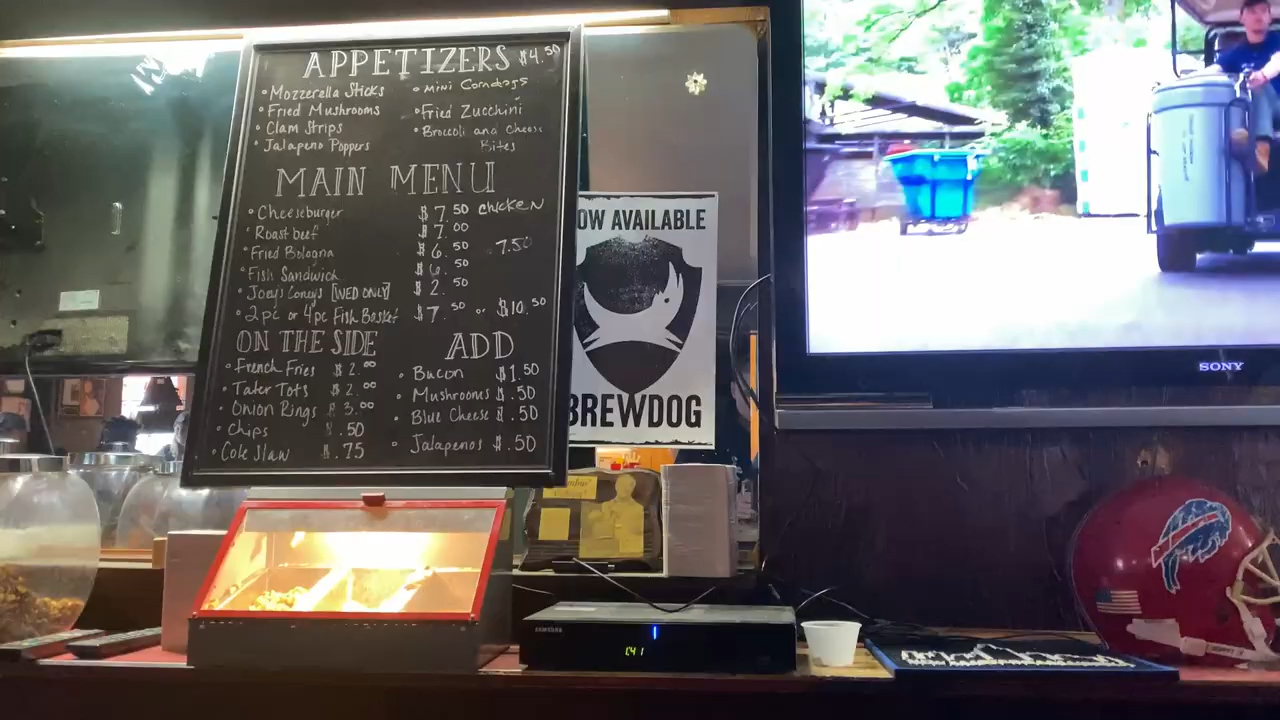 APPETIZERS $4.50
• Mozzerella Sticks
• Fried Mushrooms
• Clam Strips
• Jalapeno Poppers
• Mini Corndogs
• Fried Zucchini
• Broccoli and Cheese
Bites
MAIN MENU
• Cheeseburger $7.50 chicken
• Roast beef $7.00
• Fried Bologna $6.50 7.50
• Fish Sandwich $6.50
• Joey's Coneys [WED ONLY] $2.50
• 2pc or 4pc Fish Basket $7.50 or $10.50
ON THE SIDE
• French Fries $2.00
• Tater Tots $2.00
• Onion Rings $3.00
• Chips $.50
• Cole Slaw $.75
ADD
• Bacon $1.50
• Mushrooms $.50
• Blue Cheese $.50
• Jalapenos $.50
OW AVAILABLE
BREWDOG
SONY
SAMSUNG